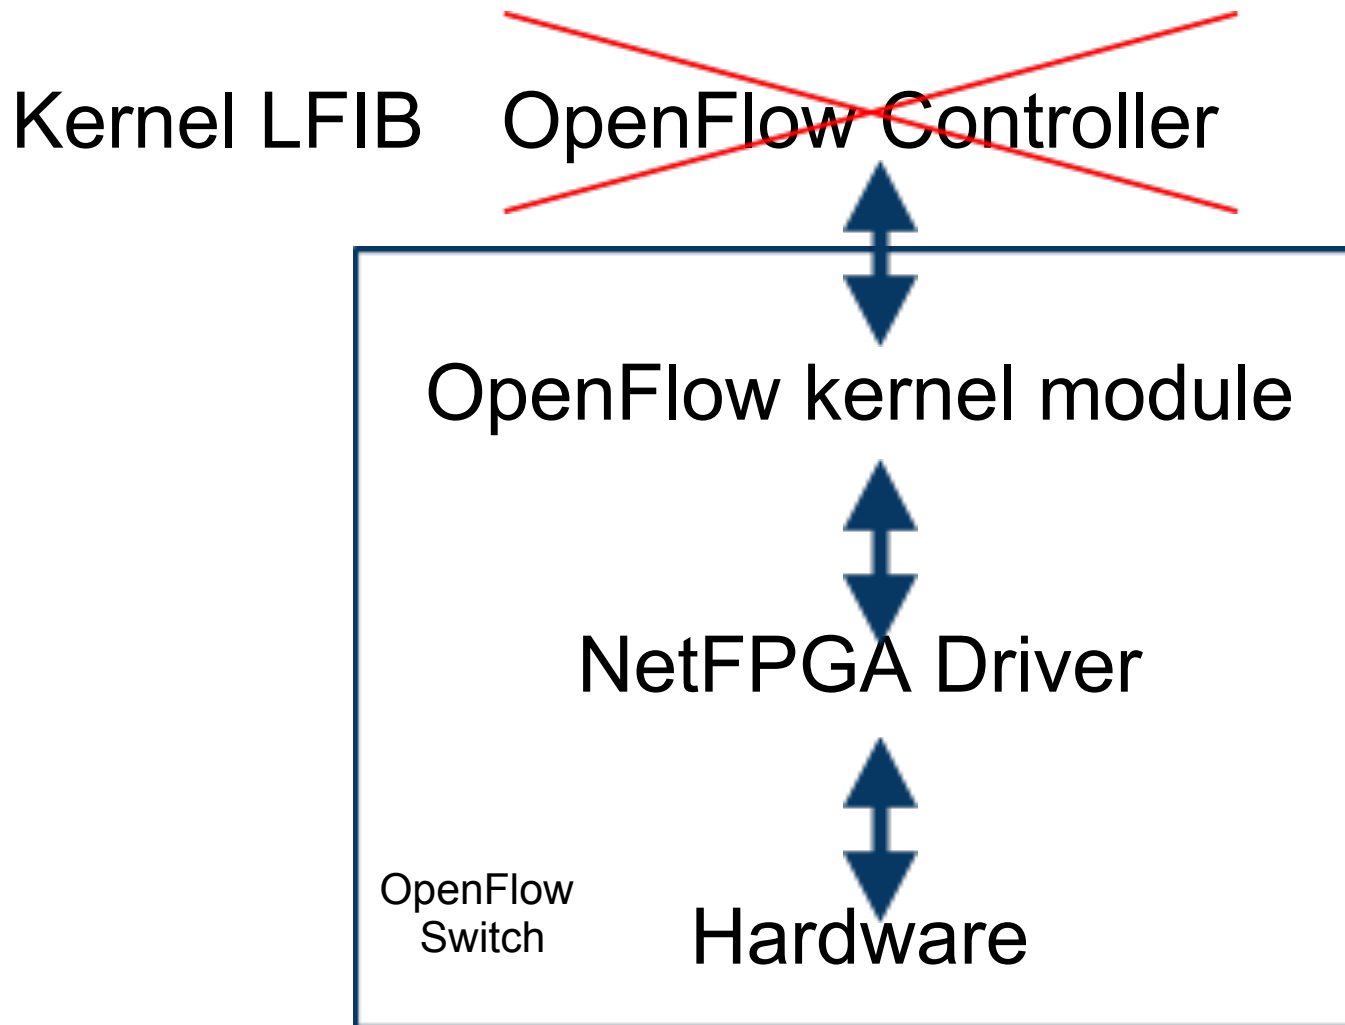 Kernel LFIB OpenFlow Controller
OpenFlow kernel module
NetFPGA Driver
OpenFlow
Switch
Hardware